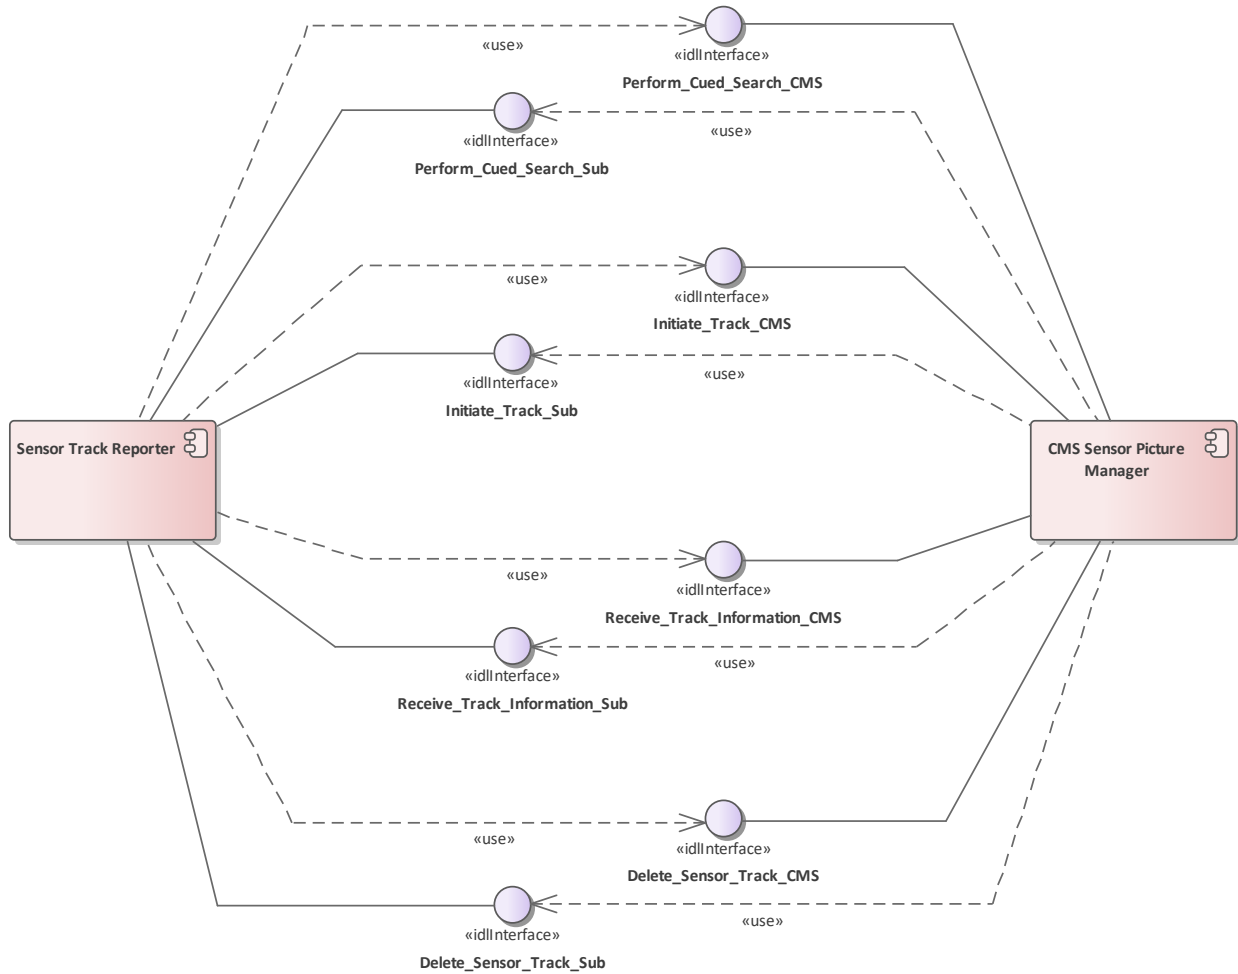 «use»
«idlInterface»
Perform_Cued_Search_CMS
«use»
«idlInterface»
Perform_Cued_Search_Sub
«use»
«idlInterface»
Initiate_Track_CMS
«use»
«idlInterface»
Initiate_Track_Sub
Sensor Track Reporter
CMS Sensor Picture
Manager
«use»
«idlInterface»
Receive_Track_Information_CMS
«use»
«idlInterface»
Receive_Track_Information_Sub
«use»
«idlInterface»
Delete_Sensor_Track_CMS
«use»
«idlInterface»
Delete_Sensor_Track_Sub